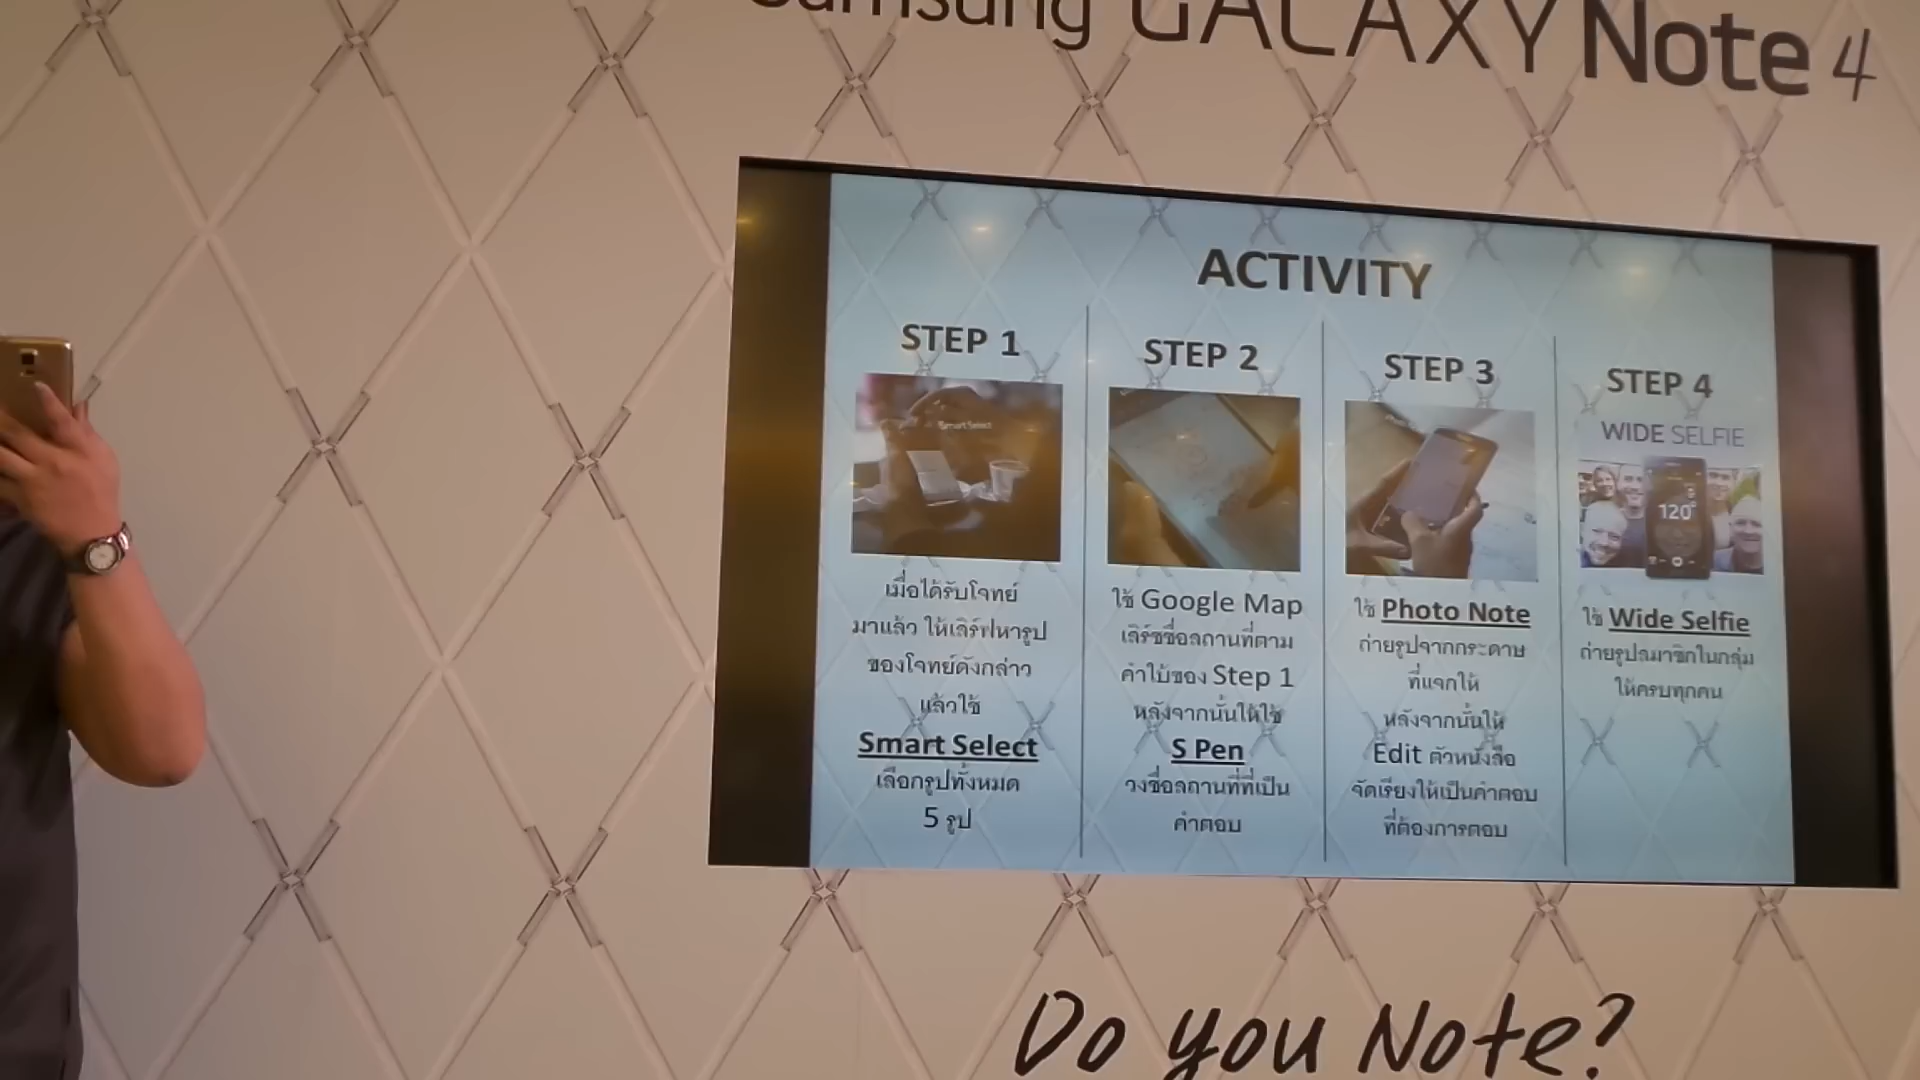 Samsung GALAXY Note 4
ACTIVITY
STEP 1
Smart Select
เมื่อได้รับโจทย์
มาแล้ว ให้เสิร์ฟหารูป
ของโจทย์ดังกล่าว
แล้วใช้
Smart Select
เลือกรูปทั้งหมด
5 รูป
STEP 2
ใช้ Google Map
เสิร์ชชื่อสถานที่ตาม
คำใบ้ของ Step 1
หลังจากนั้นให้ใช้
S Pen
วงชื่อสถานที่ที่เป็น
คำตอบ
STEP 3
ใช้ Photo Note
ถ่ายรูปจากกระดาษ
ที่แจกให้
หลังจากนั้นให้
Edit ตัวหนังสือ
จัดเรียงให้เป็นคำตอบ
ที่ต้องการตอบ
STEP 4
WIDE SELFIE
120°
ใช้ Wide Selfie
ถ่ายรูปสมาชิกในกลุ่ม
ให้ครบทุกคน
Do you Note?